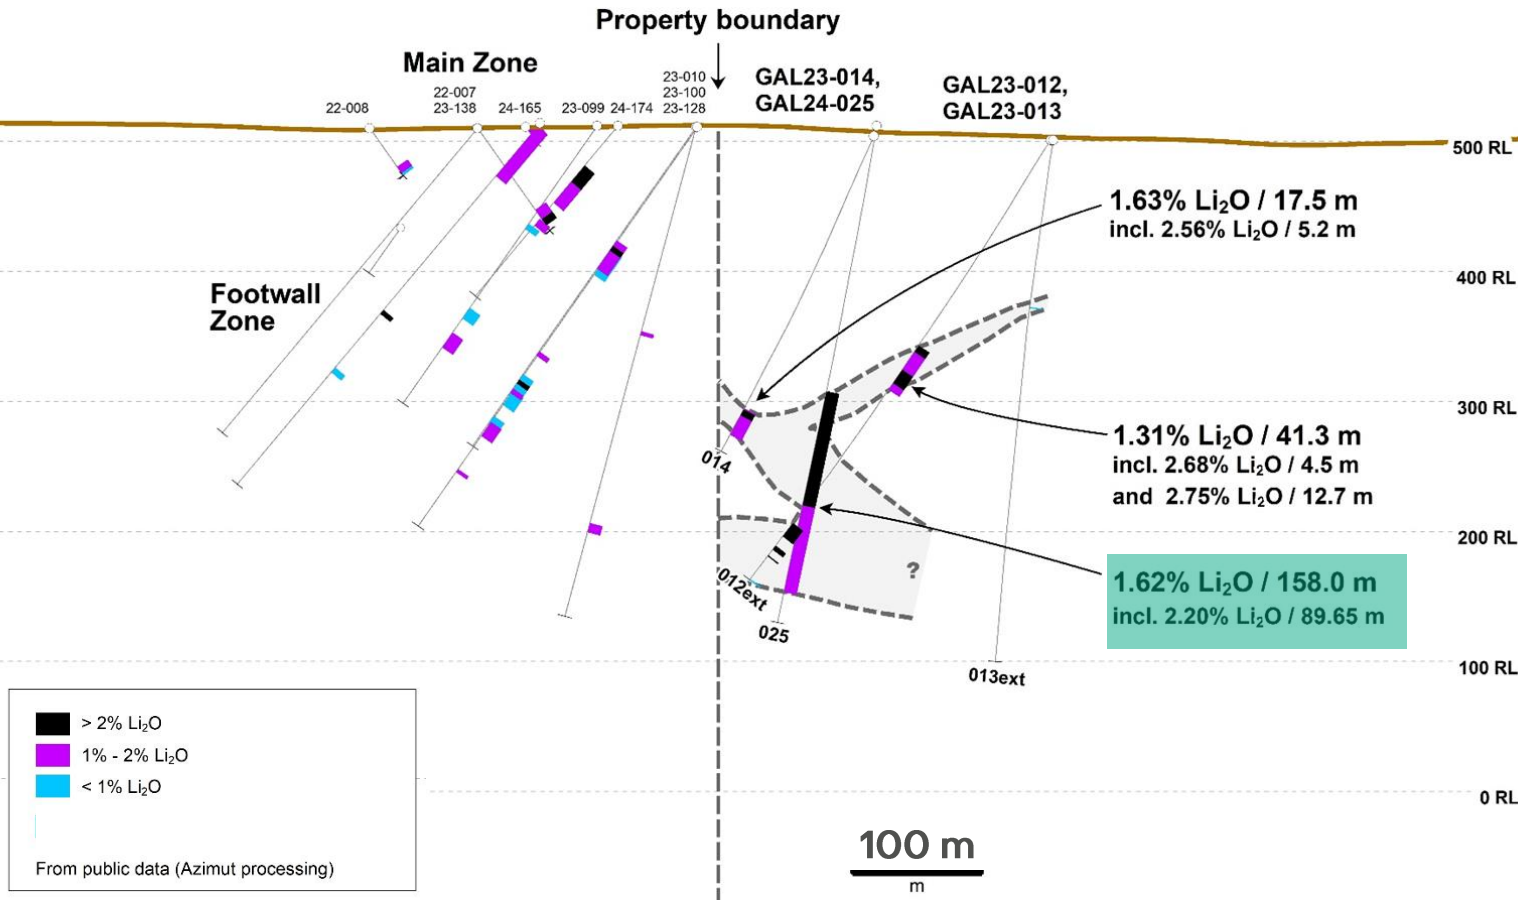 Property boundary
Main Zone
22-008
22-007
23-138
24-165
23-099
24-174
23-010
23-100
23-128
GAL23-014,
GAL24-025
GAL23-012,
GAL23-013
500 RL
1.63% Li₂O / 17.5 m
incl. 2.56% Li₂O / 5.2 m
400 RL
Footwall
Zone
300 RL
014
1.31% Li₂O / 41.3 m
incl. 2.68% Li₂O / 4.5 m
and 2.75% Li₂O / 12.7 m
200 RL
?
012ext
025
1.62% Li₂O / 158.0 m
incl. 2.20% Li₂O / 89.65 m
100 RL
013ext
> 2% Li₂O
1% - 2% Li₂O
< 1% Li₂O
From public data (Azimut processing)
0 RL
100 m
m